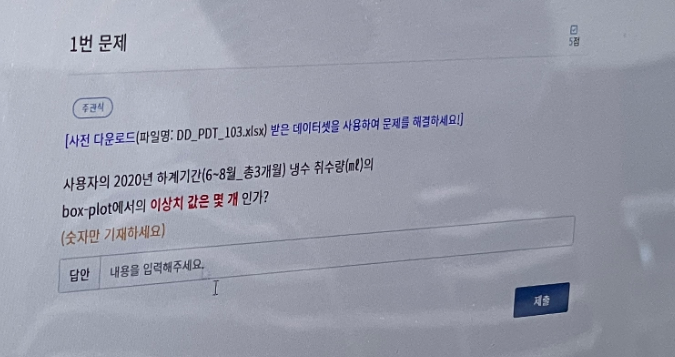 1번 문제
5점
주관식
[사전 다운로드(파일명: DD_PDT_103.xlsx) 받은 데이터셋을 사용하여 문제를 해결하세요!]
사용자의 2020년 하계기간(6~8월_총3개월) 냉수 취수량(㎖)의
box-plot에서의 이상치 값은 몇 개 인가?
(숫자만 기재하세요)
답안 내용을 입력해주세요.
제출